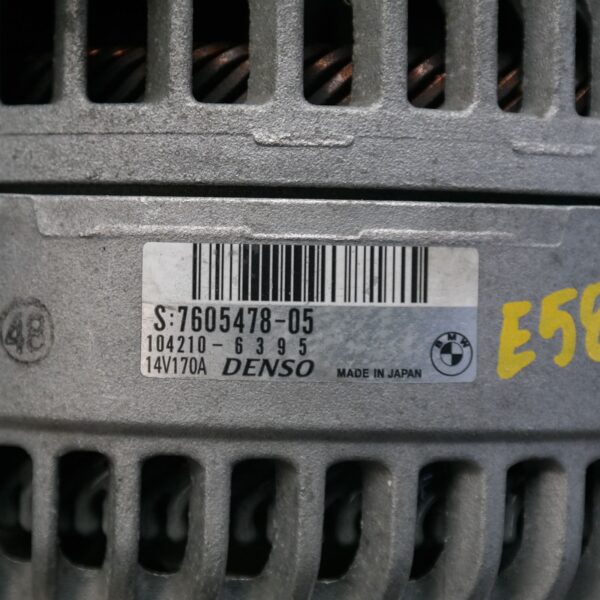 S:7605478-05
104210-6395
14V170A DENSO MADE IN JAPAN
BMW
48
E58